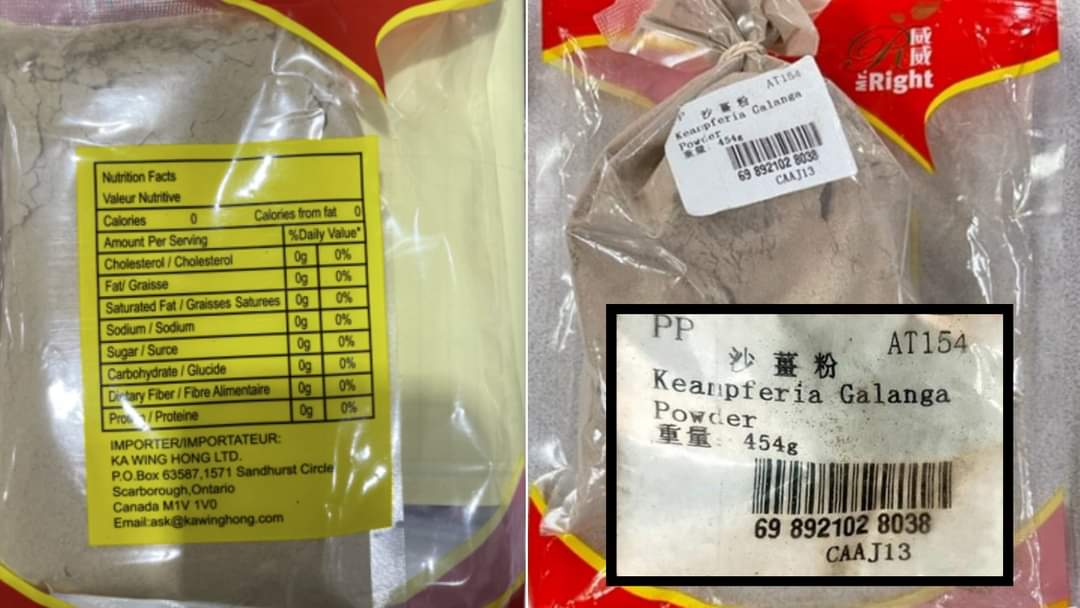 Nutrition Facts
Valeur Nutritive
Calories 0 Calories from fat 0
Amount Per Serving %Daily Value*
Cholesterol / Cholesterol 0g 0%
Fat/ Graisse 0g 0%
Saturated Fat / Graisses Saturees 0g 0%
Sodium / Sodium 0g 0%
Sugar / Surce 0g 0%
Carbohydrate / Glucide 0g 0%
Dietary Fiber / Fibre Alimentaire 0g 0%
Protein / Proteine 0g 0%
IMPORTER/IMPORTATEUR:
KA WING HONG LTD.
P.O.Box 63587,1571 Sandhurst Circle
Scarborough,Ontario
Canada M1V 1V0
Email:ask@kawinghong.com
威威
Mr.Right
AT154
P 沙薑粉
Keampferia Galanga
Powder
重量 454g
69 892102 8038
CAAJ13
PP AT154
沙薑粉
Keampferia Galanga
Powder
重量 454g
69 892102 8038
CAAJ13